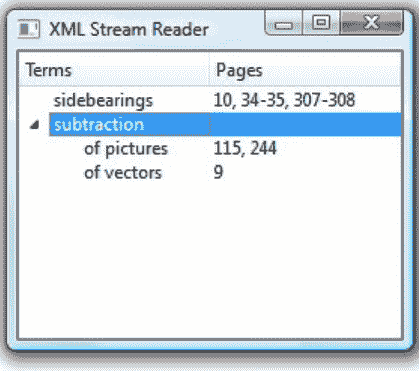 XML Stream Reader
Terms Pages
sidebearings 10, 34-35, 307-308
subtraction
of pictures 115, 244
of vectors 9